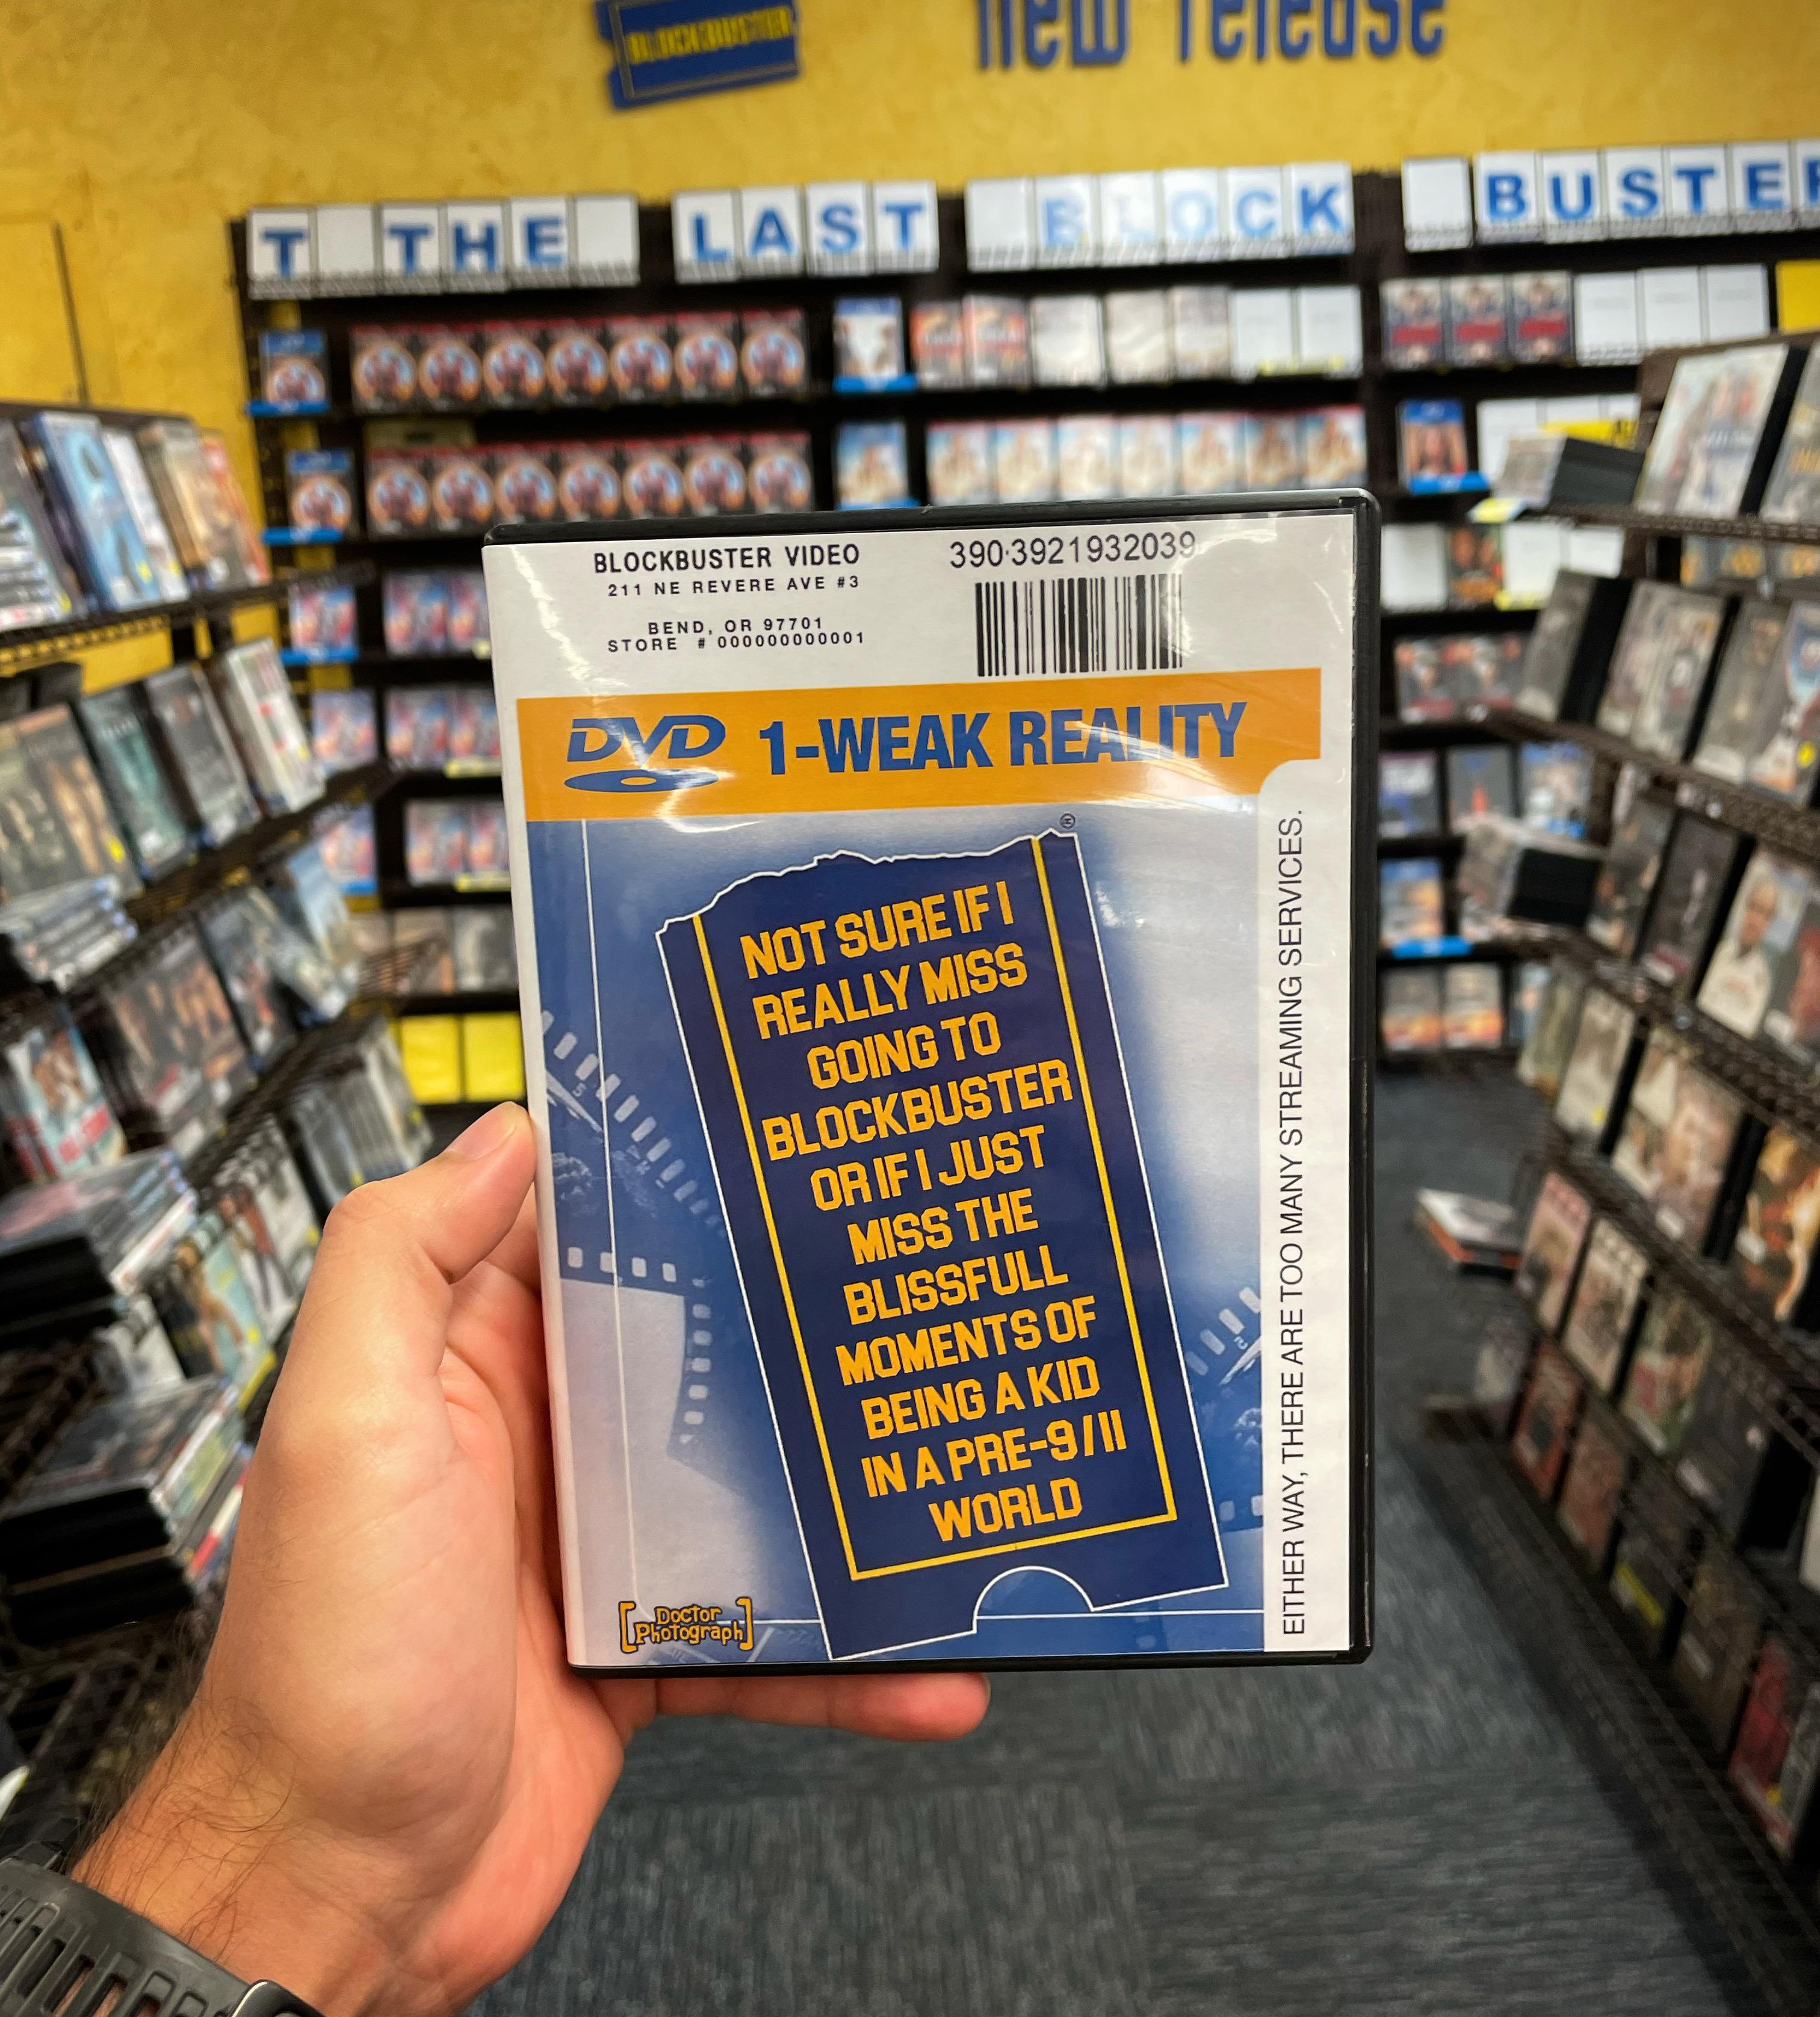 BLOCKBUSTER
new release
T THE LAST BLOCK BUSTER
BLOCKBUSTER VIDEO
211 NE REVERE AVE #3
BEND, OR 97701
STORE # 000000000001
390·3921932039
DVD 1-WEAK REALITY
®
NOT SURE IF I
REALLY MISS
GOING TO
BLOCKBUSTER
OR IF I JUST
MISS THE
BLISSFULL
MOMENTS OF
BEING A KID
IN A PRE-9/11
WORLD
EITHER WAY, THERE ARE TOO MANY STREAMING SERVICES.
[Doctor
Photograph]